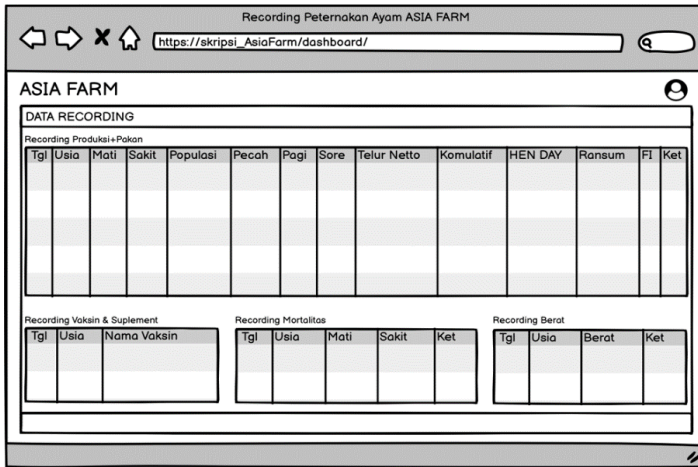 Recording Peternakan Ayam ASIA FARM
https://skripsi_AsiaFarm/dashboard/
ASIA FARM
DATA RECORDING
Recording Produksi+Pakan
Tgl Usia Mati Sakit Populasi Pecah Pagi Sore Telur Netto Komulatif HEN DAY Ransum FI Ket
Recording Vaksin & Suplement
Tgl Usia Nama Vaksin
Recording Mortalitas
Tgl Usia Mati Sakit Ket
Recording Berat
Tgl Usia Berat Ket